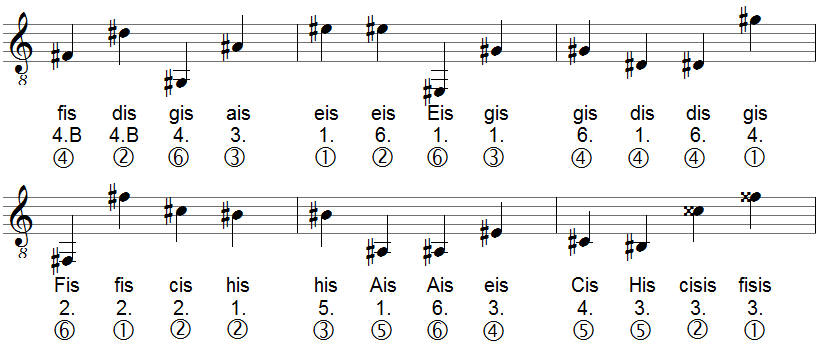 8
fis dis gis ais eis eis Eis gis gis dis dis gis
4.B 4.B 4. 3. 1. 6. 1. 1. 6. 1. 6. 4.
④ ② ⑥ ③ ① ② ⑥ ③ ④ ④ ④ ①
8
Fis fis cis his his Ais Ais eis Cis His cisis fisis
2. 2. 2. 1. 5. 1. 6. 3. 4. 3. 3. 3.
⑥ ① ② ② ③ ⑤ ⑥ ④ ⑤ ⑤ ② ①